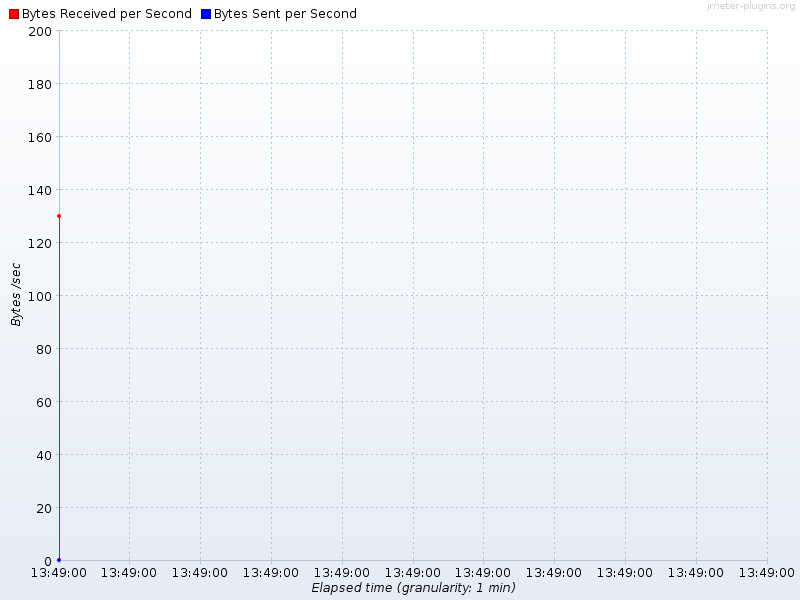 Bytes Received per Second Bytes Sent per Second
jmeter-plugins.org
200
180
160
140
120
100
80
60
40
20
0
Bytes /sec
13:49:00 13:49:00 13:49:00 13:49:00 13:49:00 13:49:00 13:49:00 13:49:00 13:49:00 13:49:00 13:49:00
Elapsed time (granularity: 1 min)